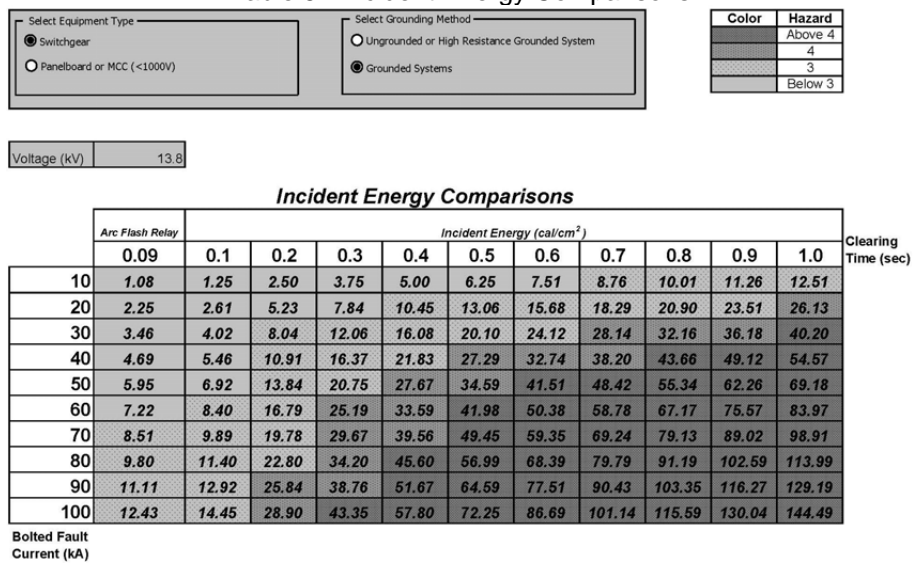 Select Equipment Type
Switchgear
Panelboard or MCC (<1000V)
Select Grounding Method
Ungrounded or High Resistance Grounded System
Grounded Systems
Color Hazard
Above 4
4
3
Below 3
Voltage (kV) 13.8
Incident Energy Comparisons
Arc Flash Relay Incident Energy (cal/cm²)
0.09 0.1 0.2 0.3 0.4 0.5 0.6 0.7 0.8 0.9 1.0 Clearing Time (sec)
10 1.08 1.25 2.50 3.75 5.00 6.25 7.51 8.76 10.01 11.26 12.51
20 2.25 2.61 5.23 7.84 10.45 13.06 15.68 18.29 20.90 23.51 26.13
30 3.46 4.02 8.04 12.06 16.08 20.10 24.12 28.14 32.16 36.18 40.20
40 4.69 5.46 10.91 16.37 21.83 27.29 32.74 38.20 43.66 49.12 54.57
50 5.95 6.92 13.84 20.75 27.67 34.59 41.51 48.42 55.34 62.26 69.18
60 7.22 8.40 16.79 25.19 33.59 41.98 50.38 58.78 67.17 75.57 83.97
70 8.51 9.89 19.78 29.67 39.56 49.45 59.35 69.24 79.13 89.02 98.91
80 9.80 11.40 22.80 34.20 45.60 56.99 68.39 79.79 91.19 102.59 113.99
90 11.11 12.92 25.84 38.76 51.67 64.59 77.51 90.43 103.35 116.27 129.19
100 12.43 14.45 28.90 43.35 57.80 72.25 86.69 101.14 115.59 130.04 144.49
Bolted Fault
Current (kA)